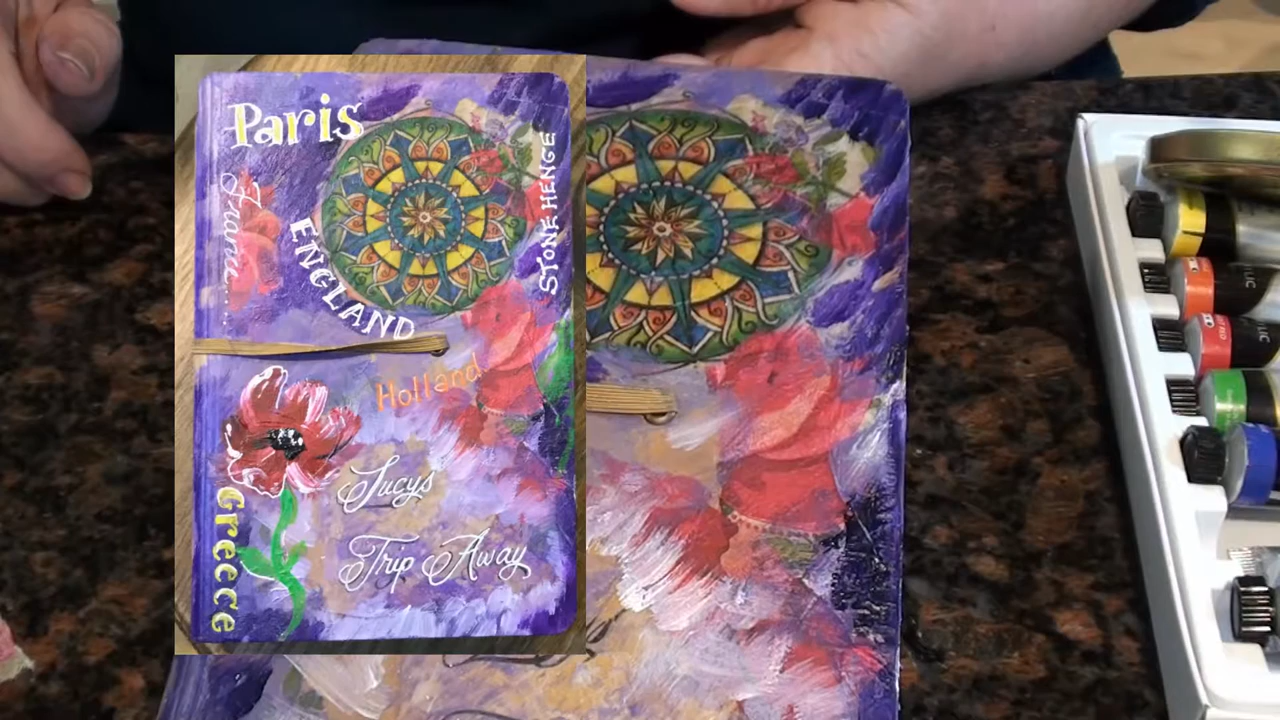 Paris
France....
ENGLAND
STONE HENGE
Holland
Lucys
Trip Away
Greece